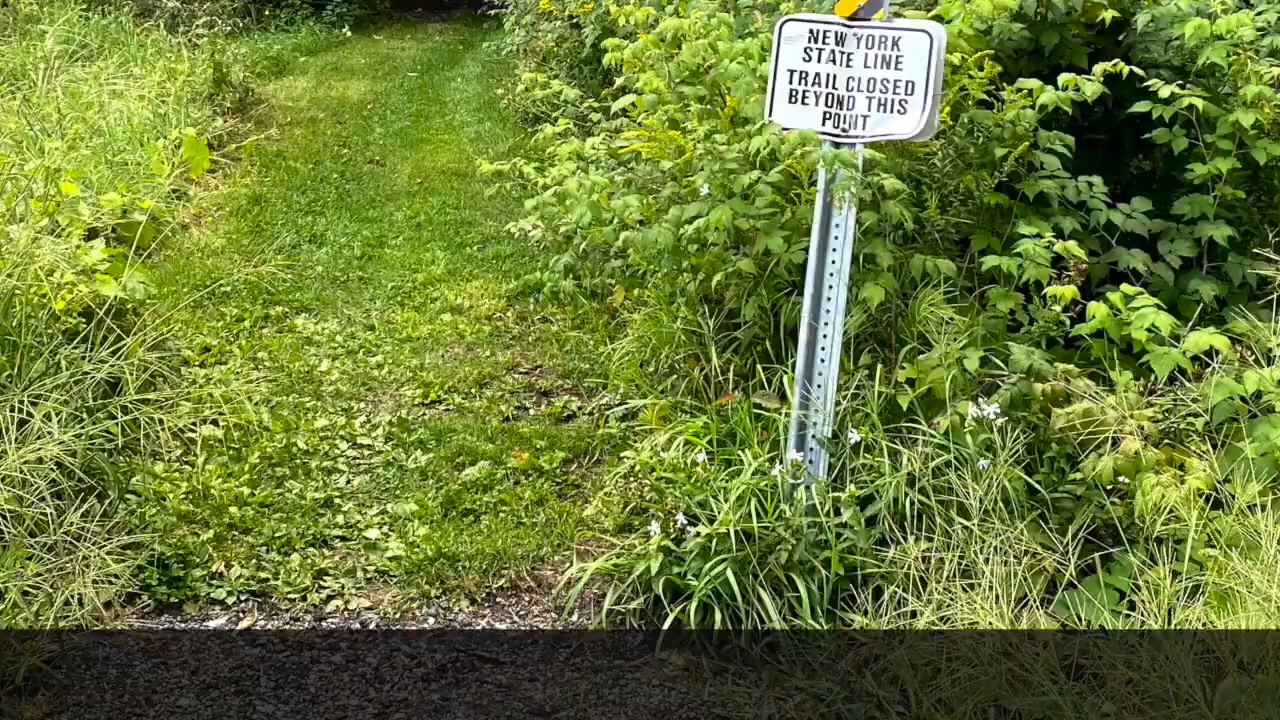 NEW YORK
STATE LINE
TRAIL CLOSED
BEYOND THIS
POINT